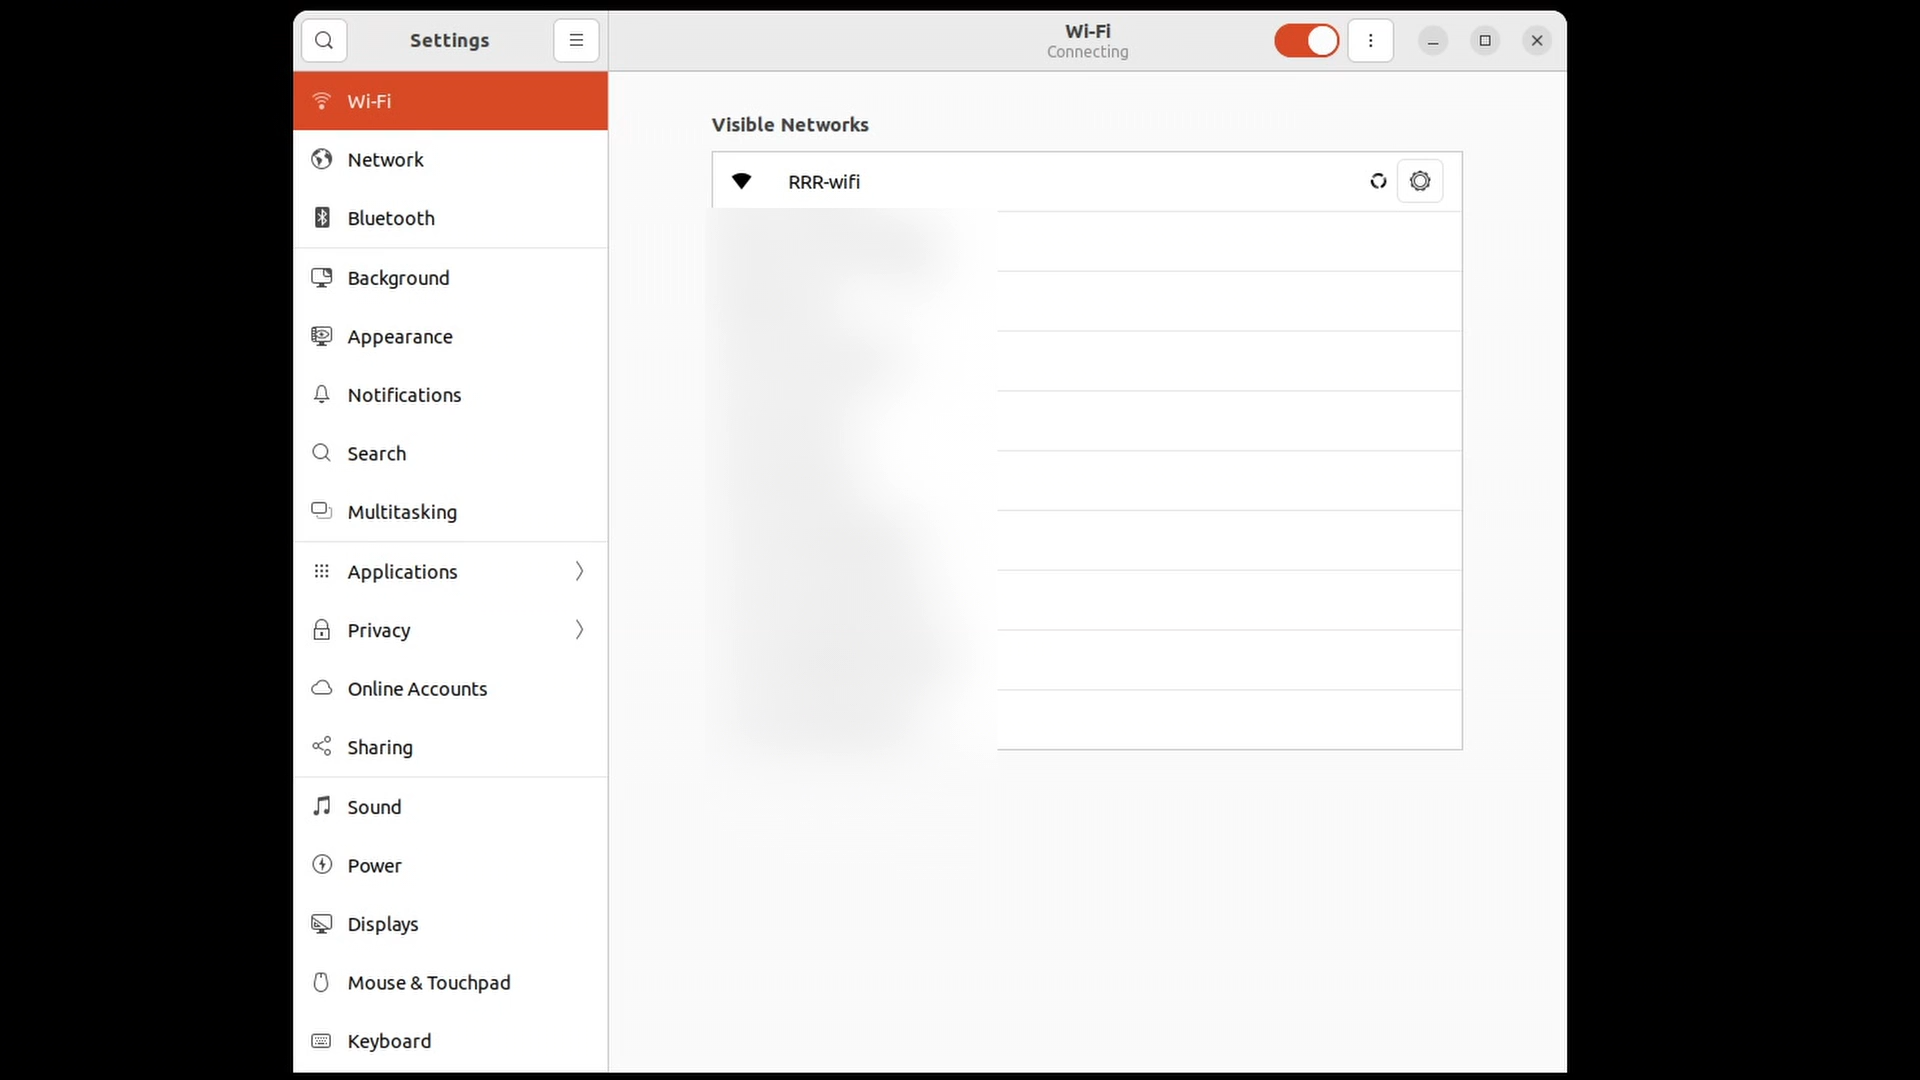 Settings
Wi-Fi
Connecting
Wi-Fi
Network
Bluetooth
Background
Appearance
Notifications
Search
Multitasking
Applications
Privacy
Online Accounts
Sharing
Sound
Power
Displays
Mouse & Touchpad
Keyboard
Visible Networks
RRR-wifi